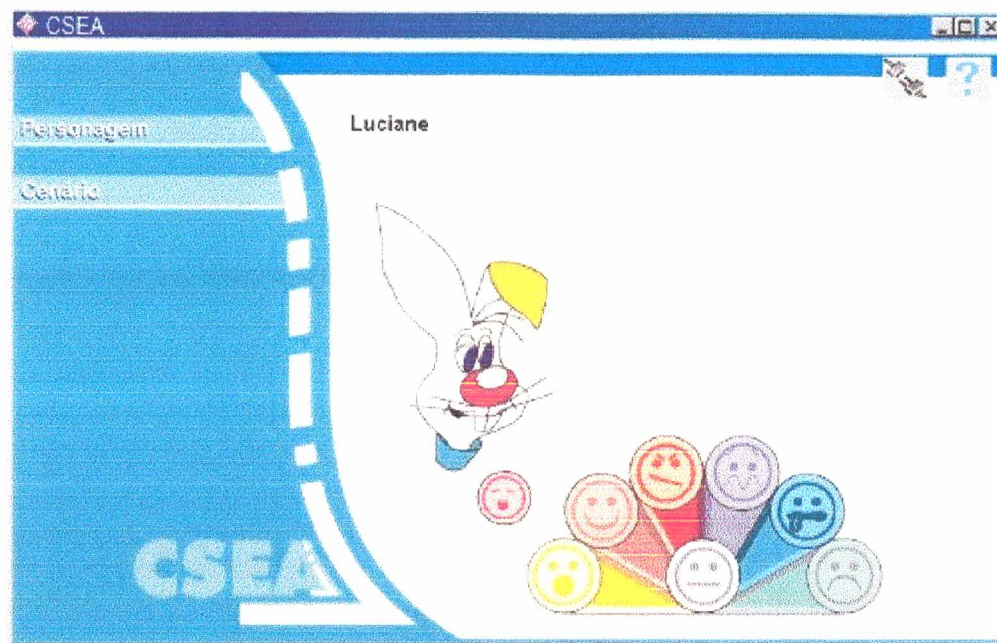 CSEA
Luciane
Personagem
Cenário
CSEA
?